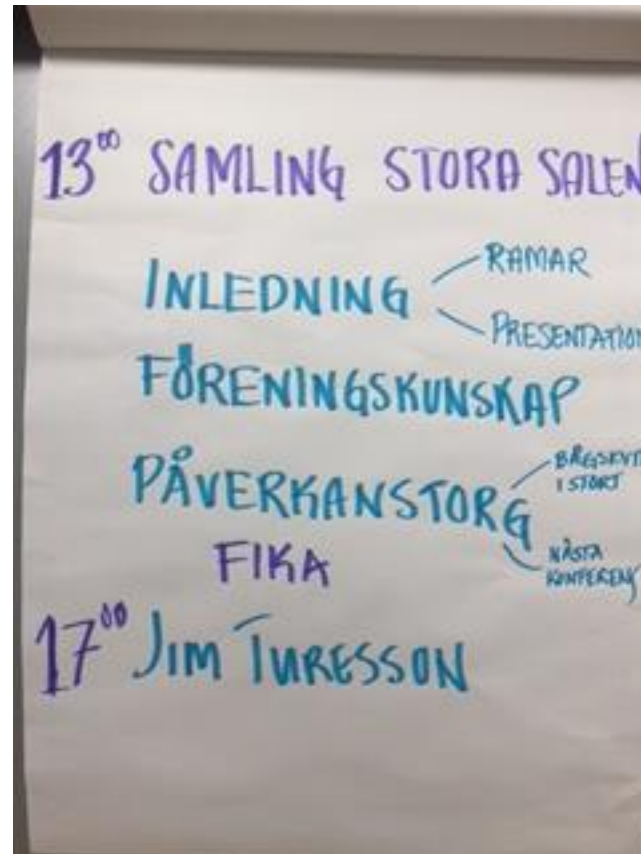 13⁰⁰ SAMLING STORA SALEN
INLEDNING
RAMAR
PRESENTATION
FÖRENINGSKUNSKAP
PÅVERKANSTORG
I STORT
NÄSTA
KONFERENS
FIKA
17⁰⁰ JIM TURESSON